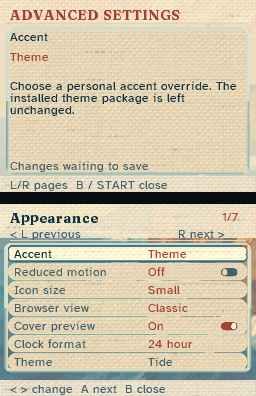 ADVANCED SETTINGS
Accent
Theme
Choose a personal accent override. The
installed theme package is left
unchanged.
Changes waiting to save
L/R pages B / START close
Appearance 1/7
< L previous R next >
Accent Theme
Reduced motion Off
Icon size Small
Browser view Classic
Cover preview On
Clock format 24 hour
Theme Tide
< > change A next B close